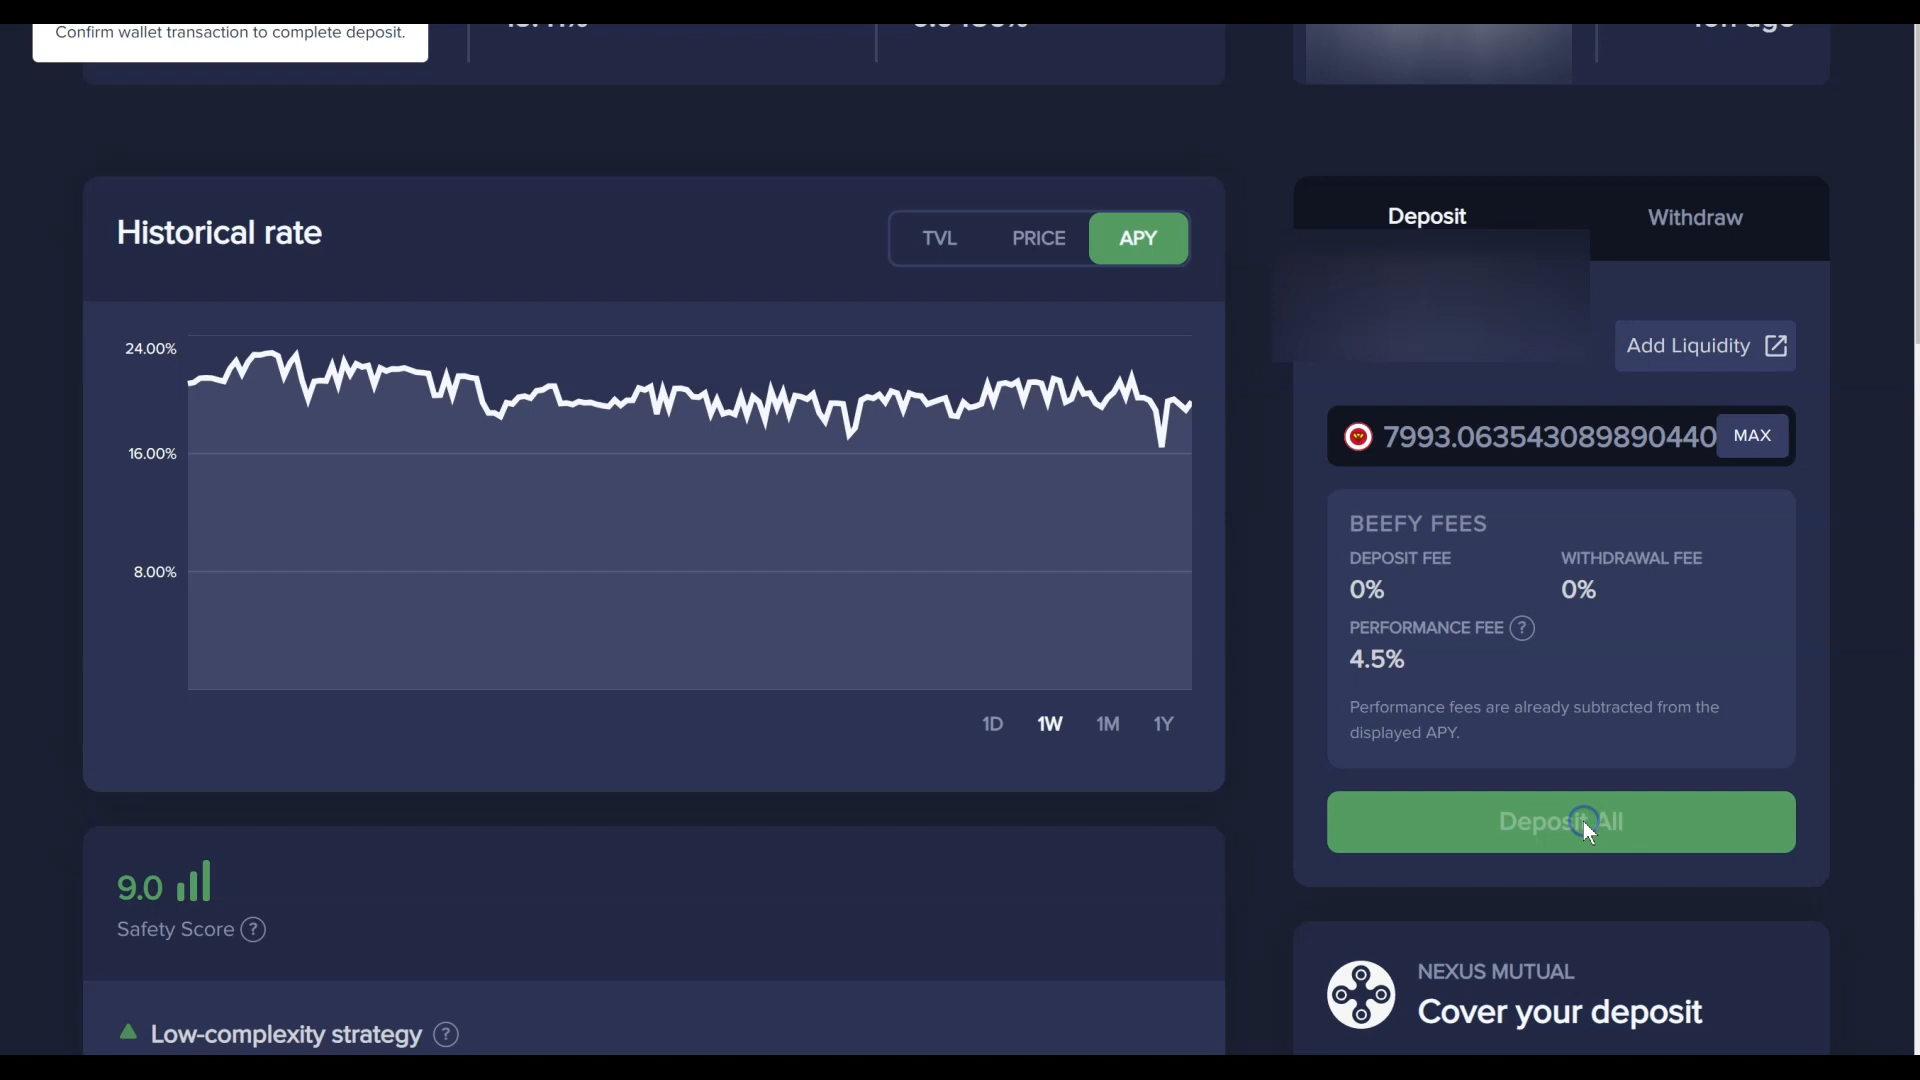 Confirm wallet transaction to complete deposit.
Historical rate
TVL PRICE APY
24.00%
16.00%
8.00%
1D 1W 1M 1Y
9.0
Safety Score ?
Low-complexity strategy ?
Deposit Withdraw
Add Liquidity
7993.063543089890440 MAX
BEEFY FEES
DEPOSIT FEE WITHDRAWAL FEE
0% 0%
PERFORMANCE FEE ?
4.5%
Performance fees are already subtracted from the
displayed APY.
Deposit All
NEXUS MUTUAL
Cover your deposit